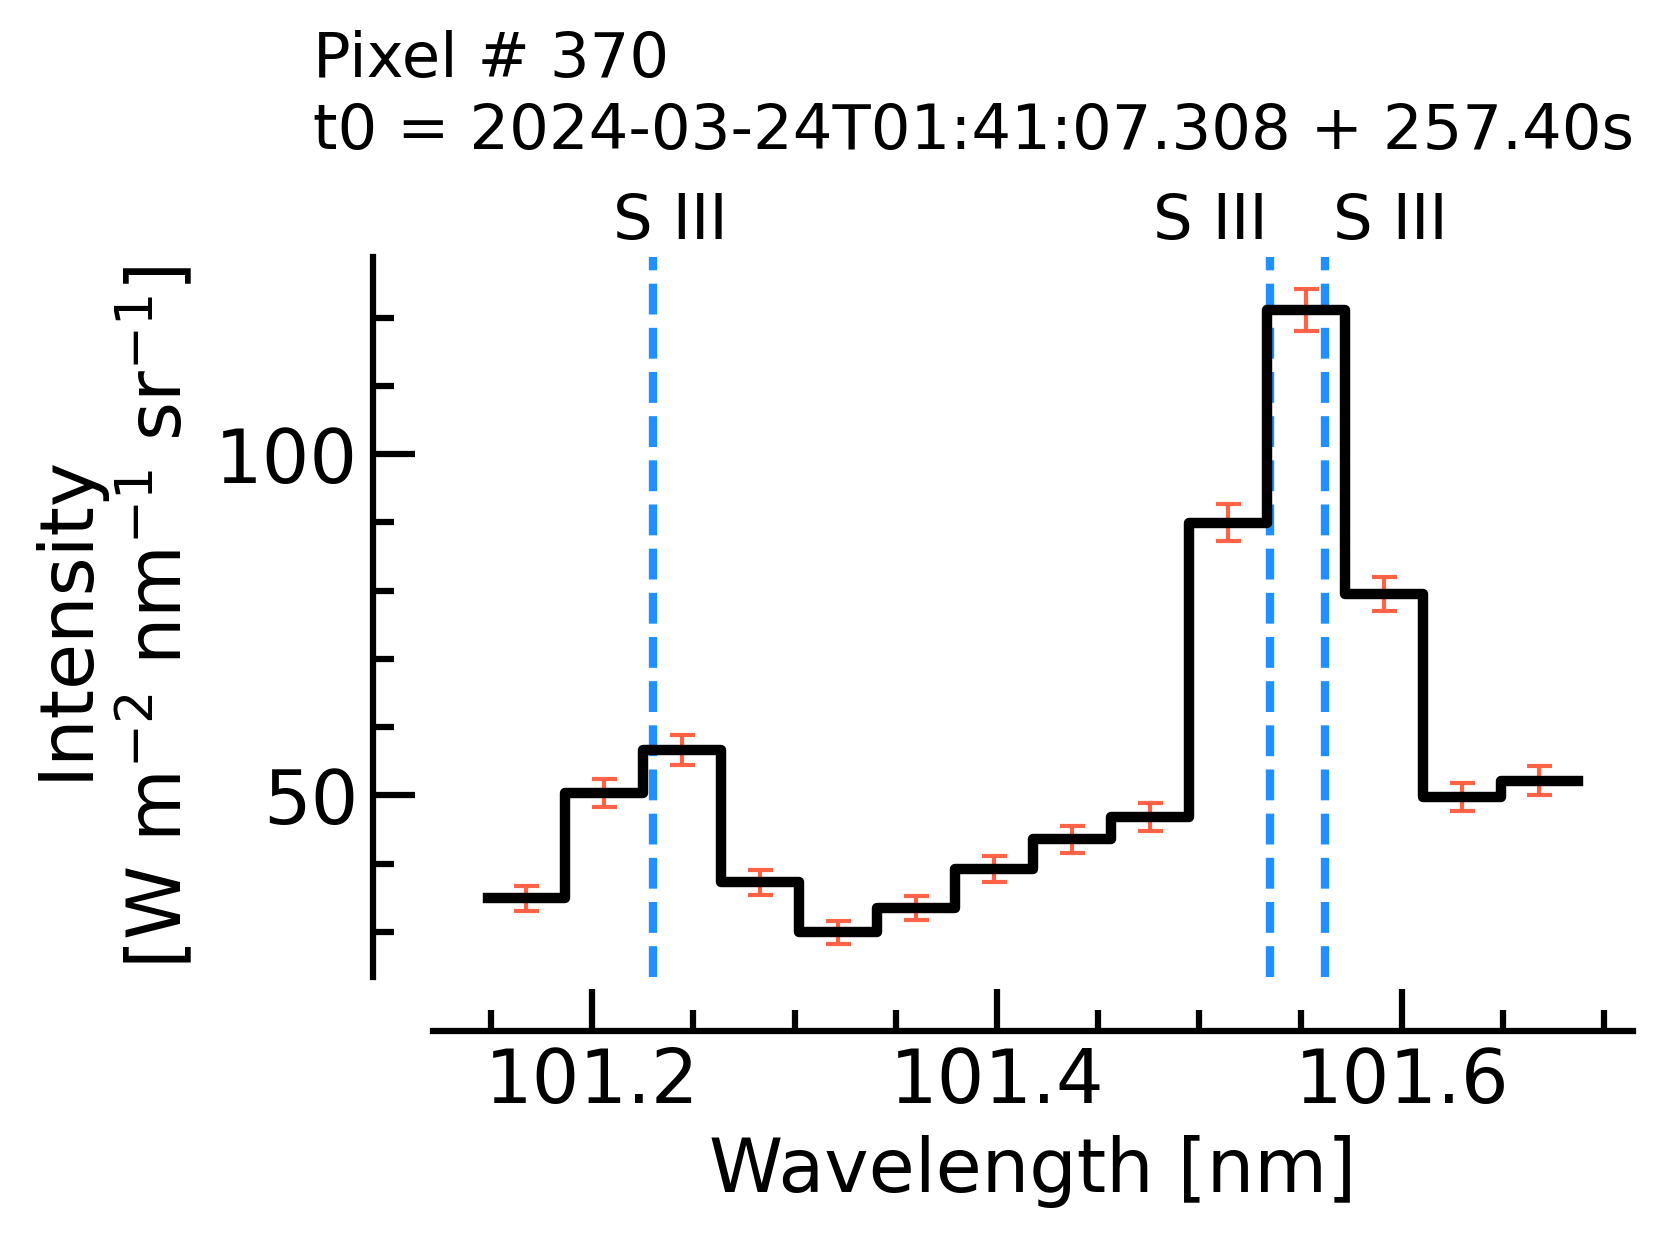 Pixel # 370
t0 = 2024-03-24T01:41:07.308 + 257.40s
S III S III S III
Intensity
[W m⁻² nm⁻¹ sr⁻¹]
100
50
101.2 101.4 101.6
Wavelength [nm]